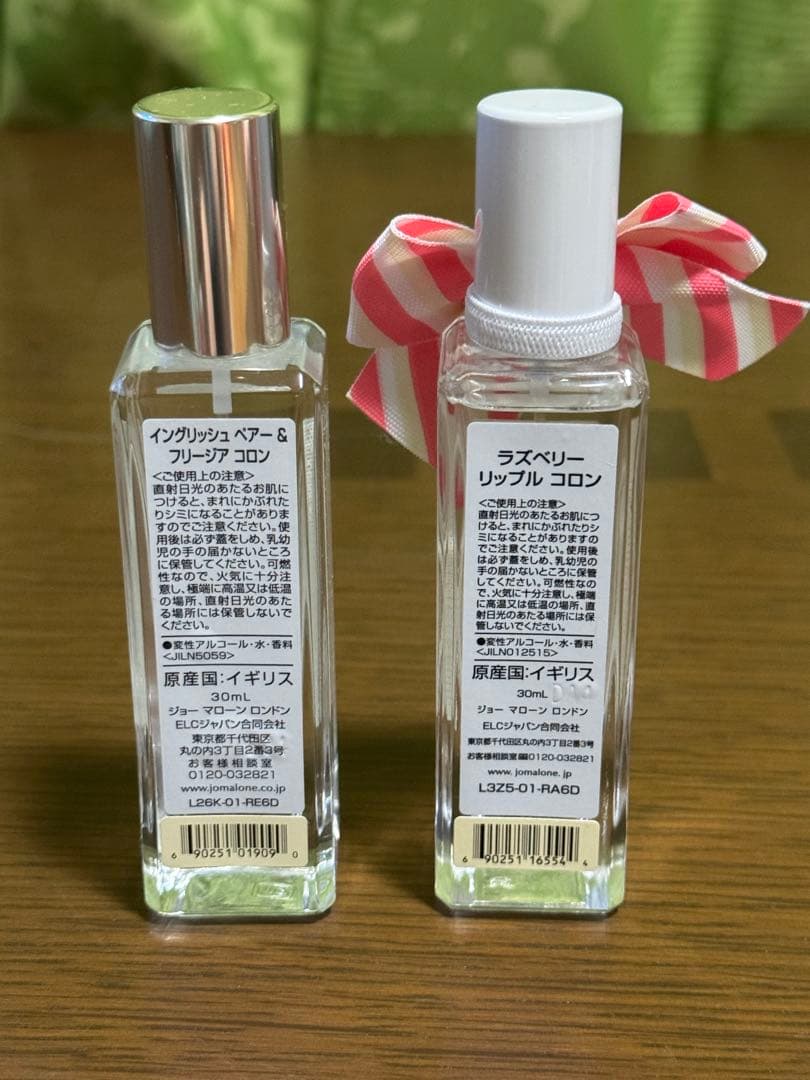 イングリッシュ ペアー &
フリージア コロン
<ご使用上の注意>
直射日光のあたるお肌に
つけると、まれにかぶれた
りシミになることがありま
すのでご注意ください。使
用後は必ず蓋をしめ、乳幼
児の手の届かないところ
に保管してください。可燃
性なので、火気に十分注
意し、極端に高温又は低温
の場所、直射日光のあた
る場所には保管しないで
ください。
●変性アルコール・水・香料
<JILN5059>
原産国:イギリス
30mL
ジョー マローン ロンドン
ELCジャパン合同会社
東京都千代田区
丸の内3丁目2番3号
お客様相談室
0120-032821
www.jomalone.co.jp
L26K-01-RE6D
6 90251 01909 0
ラズベリー
リップル コロン
<ご使用上の注意>
直射日光のあたるお肌につ
けると、まれにかぶれたりシ
ミになることがありますので
でご注意ください。使用後
は必ず蓋をしめ、乳幼児
の手の届かないところに保管
してください。可燃性なの
で、火気に十分注意し、極端
に高温又は低温の場所、直
射日光のあたる場所には保
管しないでください。
●変性アルコール・水・香料
<JILN012515>
原産国:イギリス
30mL
ジョー マローン ロンドン
ELCジャパン合同会社
東京都千代田区丸の内3丁目2番3号
お客様相談室 0120-032821
www.jomalone.jp
L3Z5-01-RA6D
6 90251 16554 4